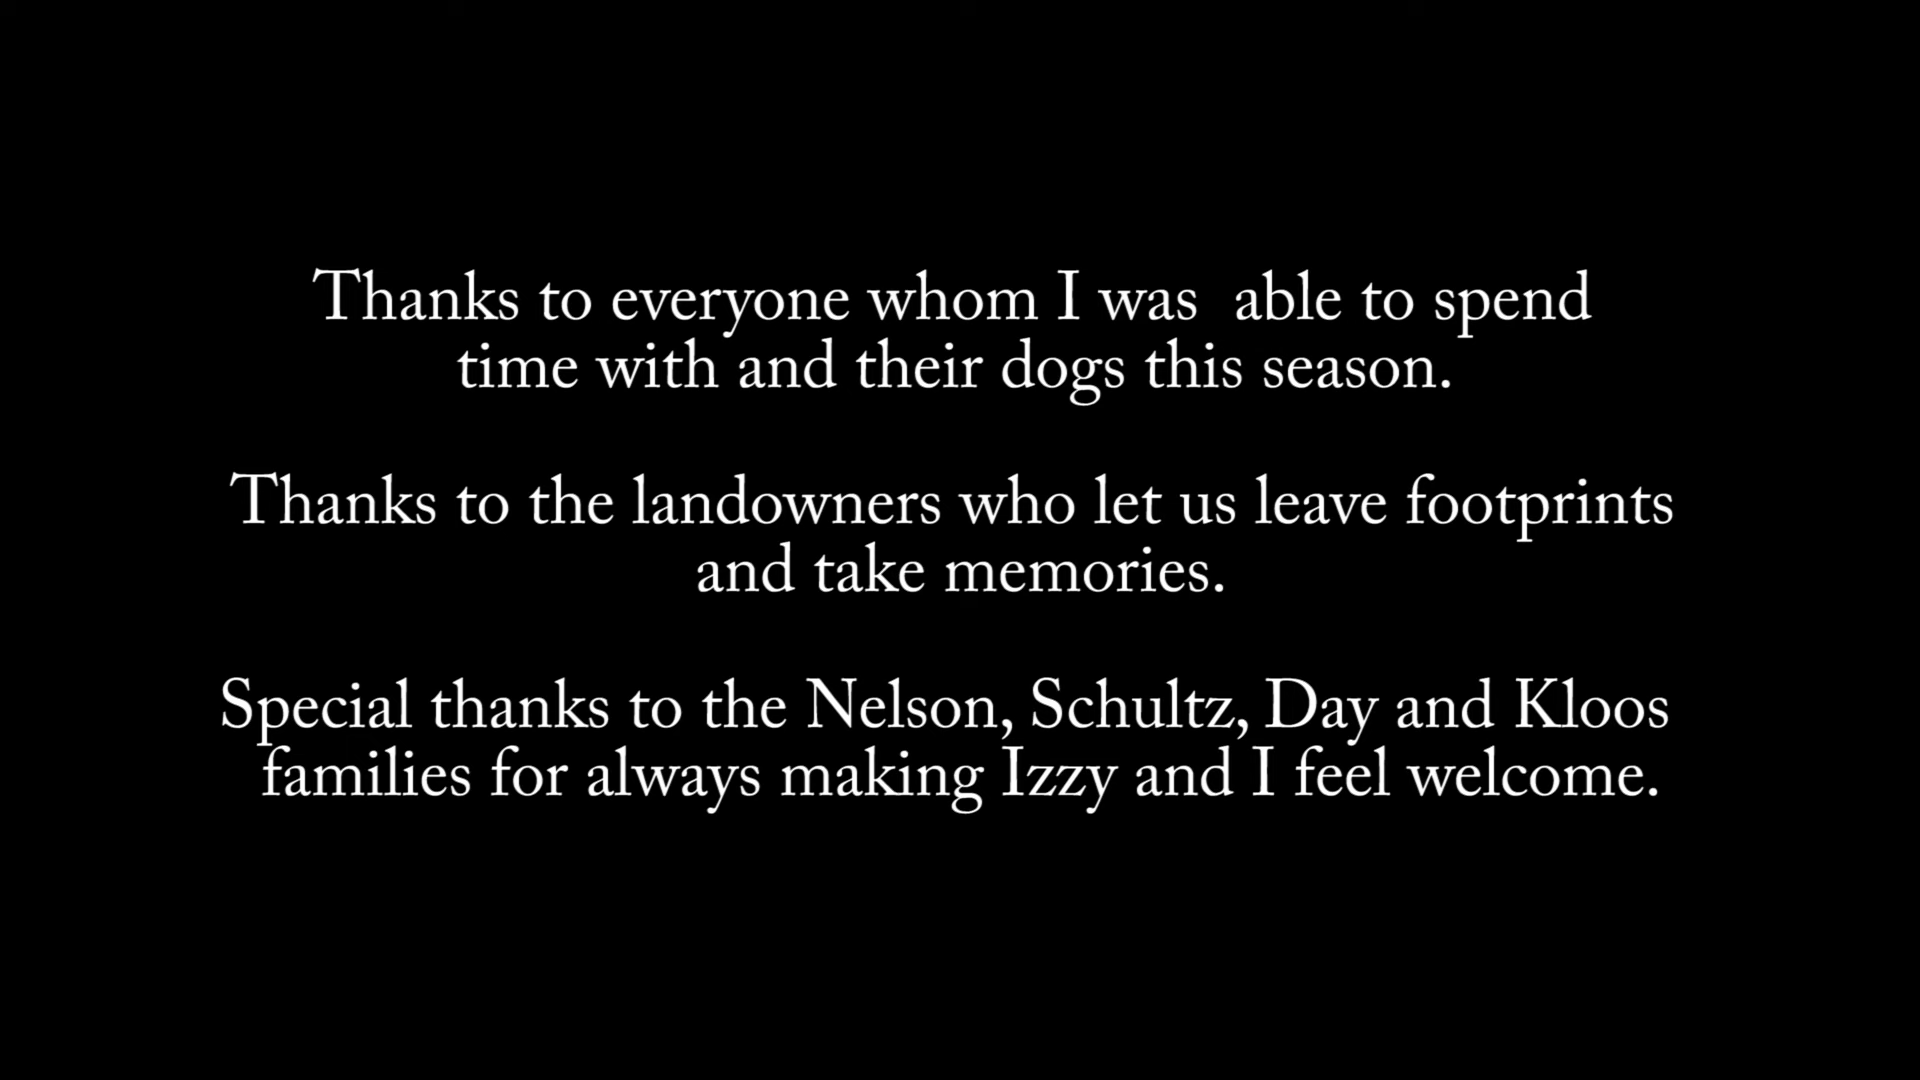 Thanks to everyone whom I was  able to spend
time with and their dogs this season.
Thanks to the landowners who let us leave footprints
and take memories.
Special thanks to the Nelson, Schultz, Day and Kloos
families for always making Izzy and I feel welcome.